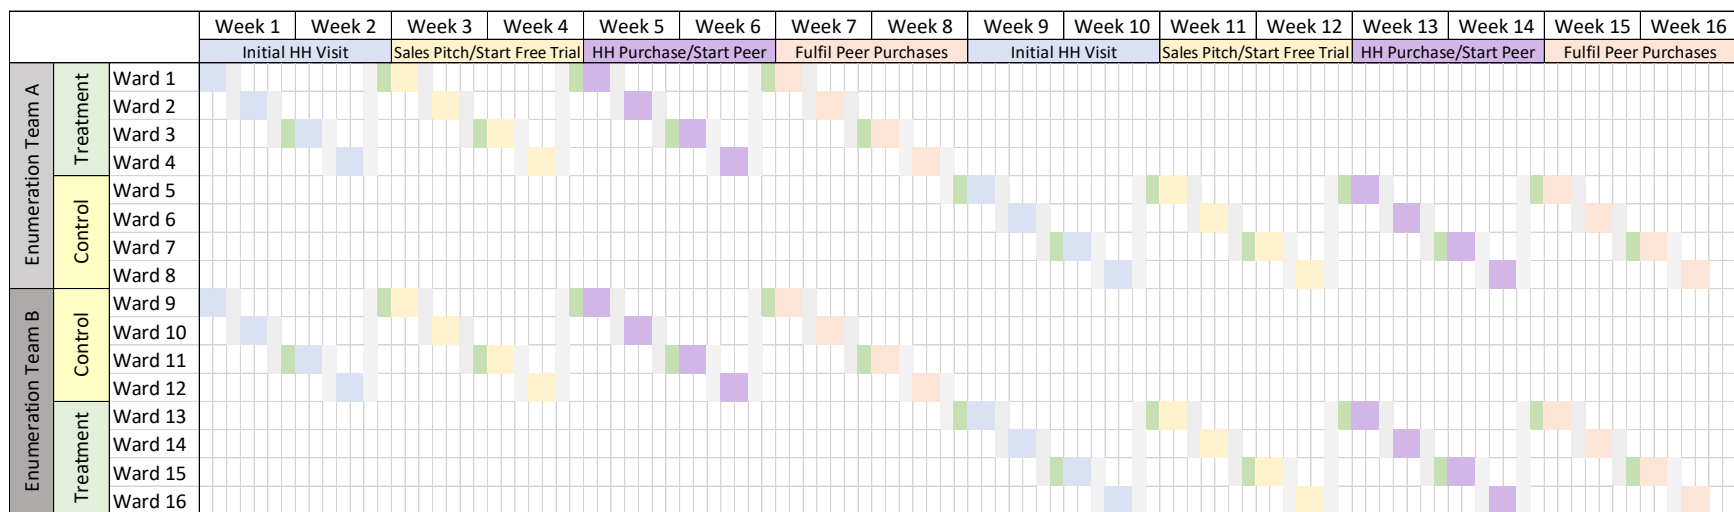 Week 1 Week 2 Week 3 Week 4 Week 5 Week 6 Week 7 Week 8 Week 9 Week 10 Week 11 Week 12 Week 13 Week 14 Week 15 Week 16
Initial HH Visit Sales Pitch/Start Free Trial HH Purchase/Start Peer Fulfil Peer Purchases Initial HH Visit Sales Pitch/Start Free Trial HH Purchase/Start Peer Fulfil Peer Purchases
Enumeration Team A
Treatment
Ward 1
Ward 2
Ward 3
Ward 4
Control
Ward 5
Ward 6
Ward 7
Ward 8
Enumeration Team B
Control
Ward 9
Ward 10
Ward 11
Ward 12
Treatment
Ward 13
Ward 14
Ward 15
Ward 16